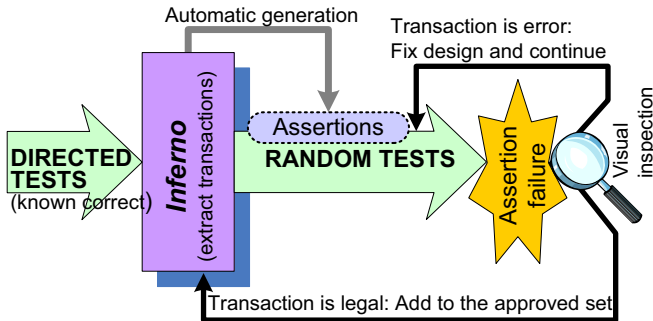 Automatic generation
Transaction is error:
Fix design and continue
DIRECTED
TESTS
(known correct)
Inferno
(extract transactions)
Assertions
RANDOM TESTS
Assertion
failure
Visual
inspection
Transaction is legal: Add to the approved set